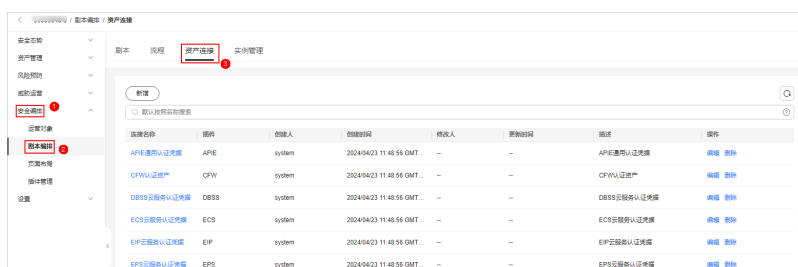 / 剧本编排 / 资产连接
安全态势
资产管理
风险预防
威胁运营
安全编排 1
运营对象
剧本编排 2
页面布局
插件管理
设置
剧本 流程 资产连接 实例管理
3
新增
默认按照名称搜索
连接名称 插件 创建人 创建时间 修改人 更新时间 描述 操作
APIE通用认证凭据 APIE system 2024/04/23 11:48:56 GMT... -- -- APIE通用认证凭据 编辑 删除
CFW认证资产 CFW system 2024/04/23 11:48:56 GMT... -- -- CFW认证资产 编辑 删除
DBSS云服务认证凭据 DBSS system 2024/04/23 11:48:56 GMT... -- -- DBSS云服务认证凭据 编辑 删除
ECS云服务认证凭据 ECS system 2024/04/23 11:48:56 GMT... -- -- ECS云服务认证凭据 编辑 删除
EIP云服务认证凭据 EIP system 2024/04/23 11:48:56 GMT... -- -- EIP云服务认证凭据 编辑 删除
EPS云服务认证凭据 EPS system 2024/04/23 11:48:56 GMT... -- -- EPS云服务认证凭据 编辑 删除